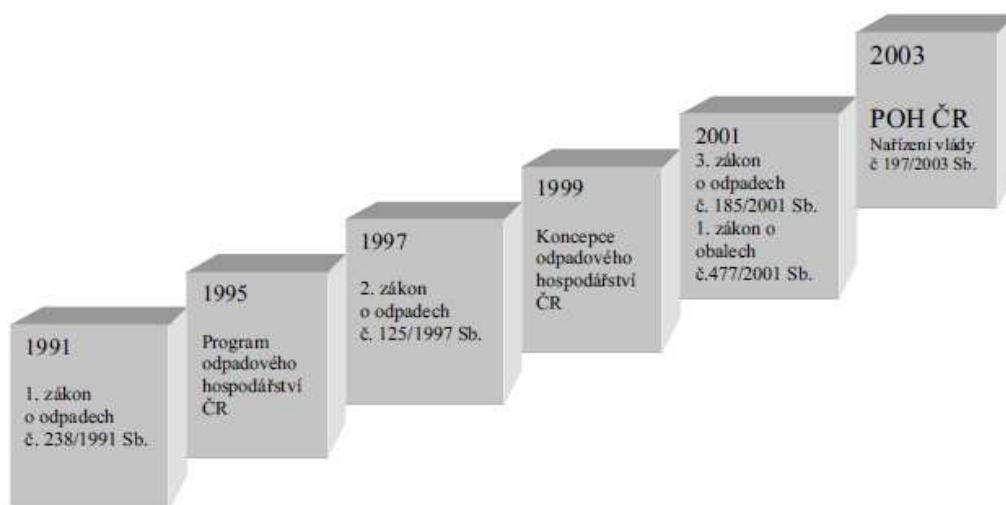 1991
1. zákon
o odpadech
č. 238/1991 Sb.
1995
Program
odpadového
hospodářství
ČR
1997
2. zákon
o odpadech
č. 125/1997 Sb.
1999
Koncepce
odpadového
hospodářství
ČR
2001
3. zákon
o odpadech
č. 185/2001 Sb.
1. zákon o
obalech
č.477/2001 Sb.
2003
POH ČR
Nařízení vlády
č 197/2003 Sb.